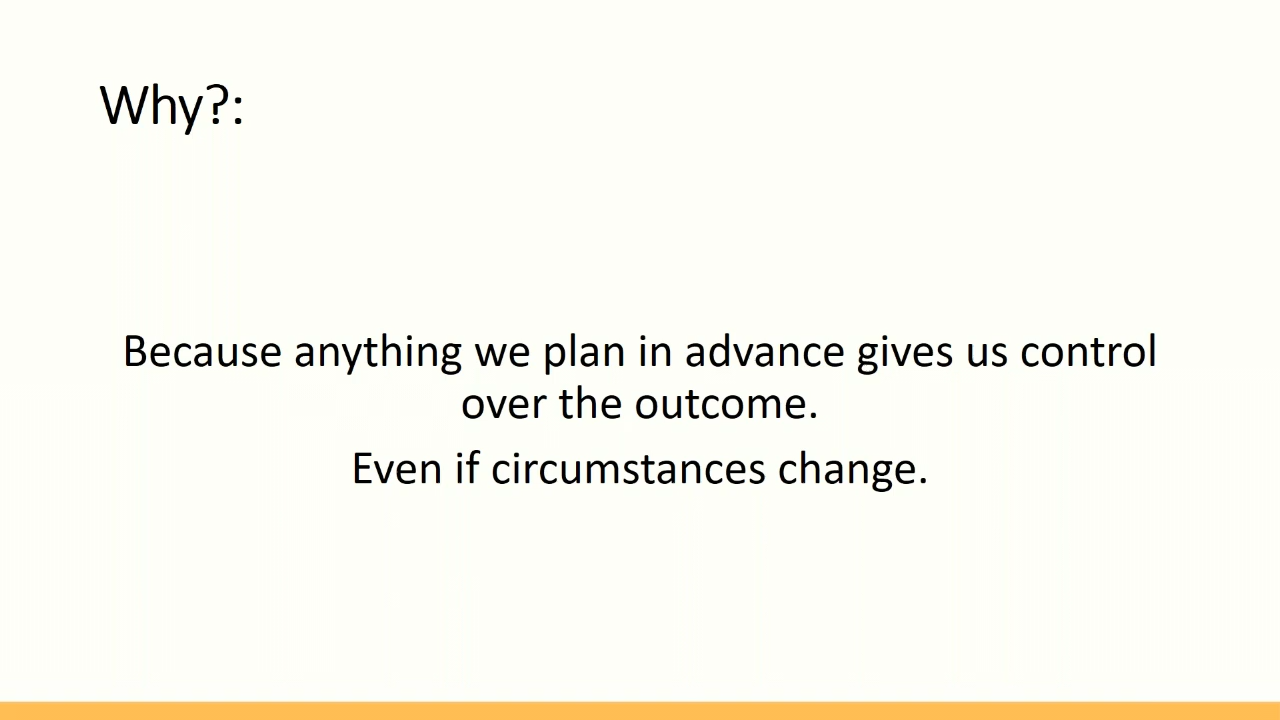 Why?:
Because anything we plan in advance gives us control
over the outcome.
Even if circumstances change.